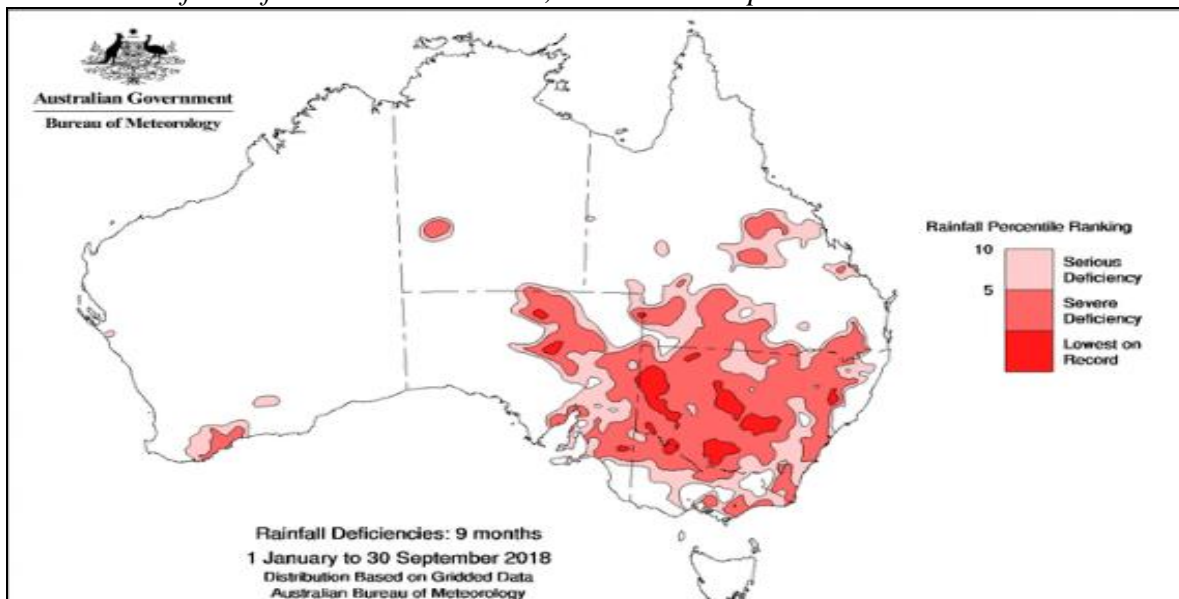 Australian Government
Bureau of Meteorology
Rainfall Percentile Ranking
10
Serious
Deficiency
5
Severe
Deficiency
Lowest on
Record
Rainfall Deficiencies: 9 months
1 January to 30 September 2018
Distribution Based on Gridded Data
Australian Bureau of Meteorology